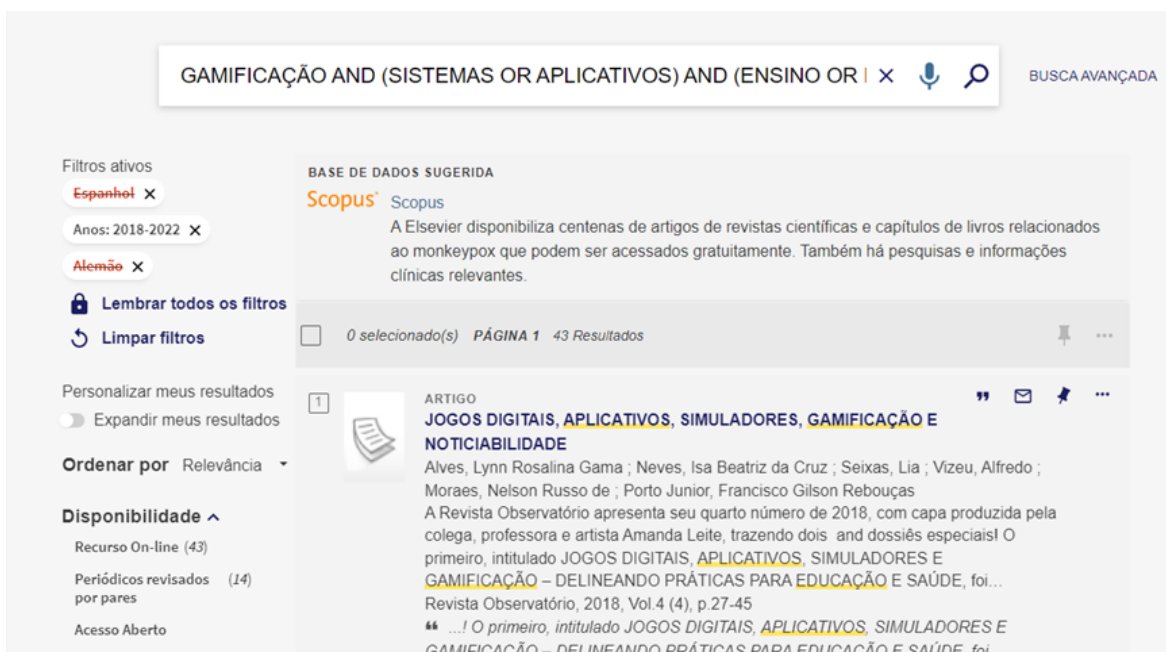 GAMIFICAÇÃO AND (SISTEMAS OR APLICATIVOS) AND (ENSINO OR
BUSCA AVANÇADA
Filtros ativos
Espanhol
Anos: 2018-2022
Alemão
Lembrar todos os filtros
Limpar filtros
Personalizar meus resultados
Expandir meus resultados
Ordenar por Relevância
Disponibilidade
Recurso On-line (43)
Periódicos revisados (14)
por pares
Acesso Aberto
BASE DE DADOS SUGERIDA
Scopus Scopus
A Elsevier disponibiliza centenas de artigos de revistas científicas e capítulos de livros relacionados
ao monkeypox que podem ser acessados gratuitamente. Também há pesquisas e informações
clínicas relevantes.
0 selecionado(s) PÁGINA 1 43 Resultados
1
ARTIGO
JOGOS DIGITAIS, APLICATIVOS, SIMULADORES, GAMIFICAÇÃO E
NOTICIABILIDADE
Alves, Lynn Rosalina Gama ; Neves, Isa Beatriz da Cruz ; Seixas, Lia ; Vizeu, Alfredo ;
Moraes, Nelson Russo de ; Porto Junior, Francisco Gilson Rebouças
A Revista Observatório apresenta seu quarto número de 2018, com capa produzida pela
colega, professora e artista Amanda Leite, trazendo dois and dossiês especiais! O
primeiro, intitulado JOGOS DIGITAIS, APLICATIVOS, SIMULADORES E
GAMIFICAÇÃO – DELINEANDO PRÁTICAS PARA EDUCAÇÃO E SAÚDE, foi...
Revista Observatório, 2018, Vol.4 (4), p.27-45
❝ ...! O primeiro, intitulado JOGOS DIGITAIS, APLICATIVOS, SIMULADORES E
GAMIFICAÇÃO – DELINEANDO PRÁTICAS PARA EDUCAÇÃO E SAÚDE, foi